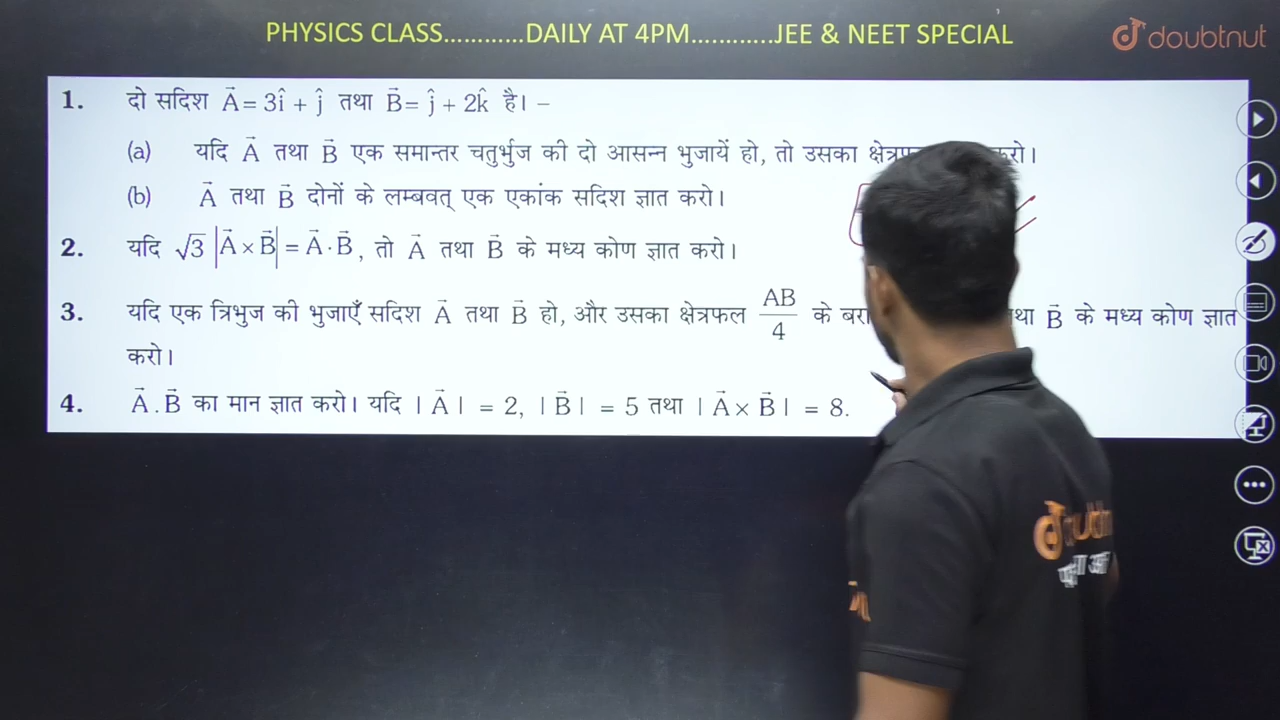 PHYSICS CLASS............DAILY AT 4PM............JEE & NEET SPECIAL
doubtnut
1. दो सदिश A⃗ = 3î + ĵ तथा B⃗ = ĵ + 2k̂ है। –
(a) यदि A⃗ तथा B⃗ एक समान्तर चतुर्भुज की दो आसन्न भुजायें हो, तो उसका करो।
(b) A⃗ तथा B⃗ दोनों के लम्बवत् एक एकांक सदिश ज्ञात करो।
2. यदि √3 |A⃗ × B⃗| = A⃗ · B⃗, तो A⃗ तथा B⃗ के मध्य कोण ज्ञात करो।
3. यदि एक त्रिभुज की भुजाएँ सदिश A⃗ तथा B⃗ हो, और उसका क्षेत्रफल AB/4 के B⃗ के मध्य कोण ज्ञात
करो।
4. A⃗ . B⃗ का मान ज्ञात करो। यदि | A⃗ | = 2, | B⃗ | = 5 तथा | A⃗ × B⃗ | = 8.